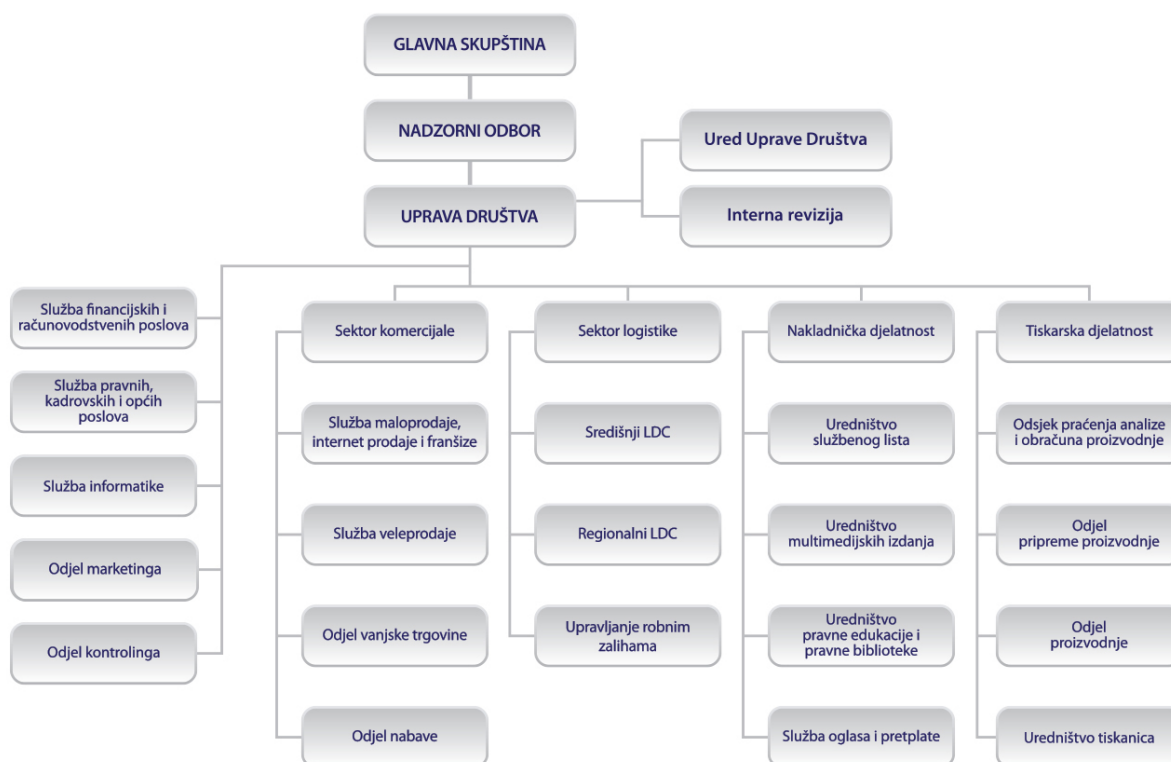 GLAVNA SKUPŠTINA
NADZORNI ODBOR
UPRAVA DRUŠTVA
Ured Uprave Društva
Interna revizija
Služba financijskih i
računovodstvenih poslova
Služba pravnih,
kadrovskih i općih
poslova
Služba informatike
Odjel marketinga
Odjel kontrolinga
Sektor komercijale
Služba maloprodaje,
internet prodaje i franšize
Služba veleprodaje
Odjel vanjske trgovine
Odjel nabave
Sektor logistike
Središnji LDC
Regionalni LDC
Upravljanje robnim
zalihama
Nakladnička djelatnost
Uredništvo
službenog lista
Uredništvo
multimedijskih izdanja
Uredništvo
pravne edukacije i
pravne biblioteke
Služba oglasa i pretplate
Tiskarska djelatnost
Odsjek praćenja analize
i obračuna proizvodnje
Odjel
pripreme proizvodnje
Odjel
proizvodnje
Uredništvo tiskanica